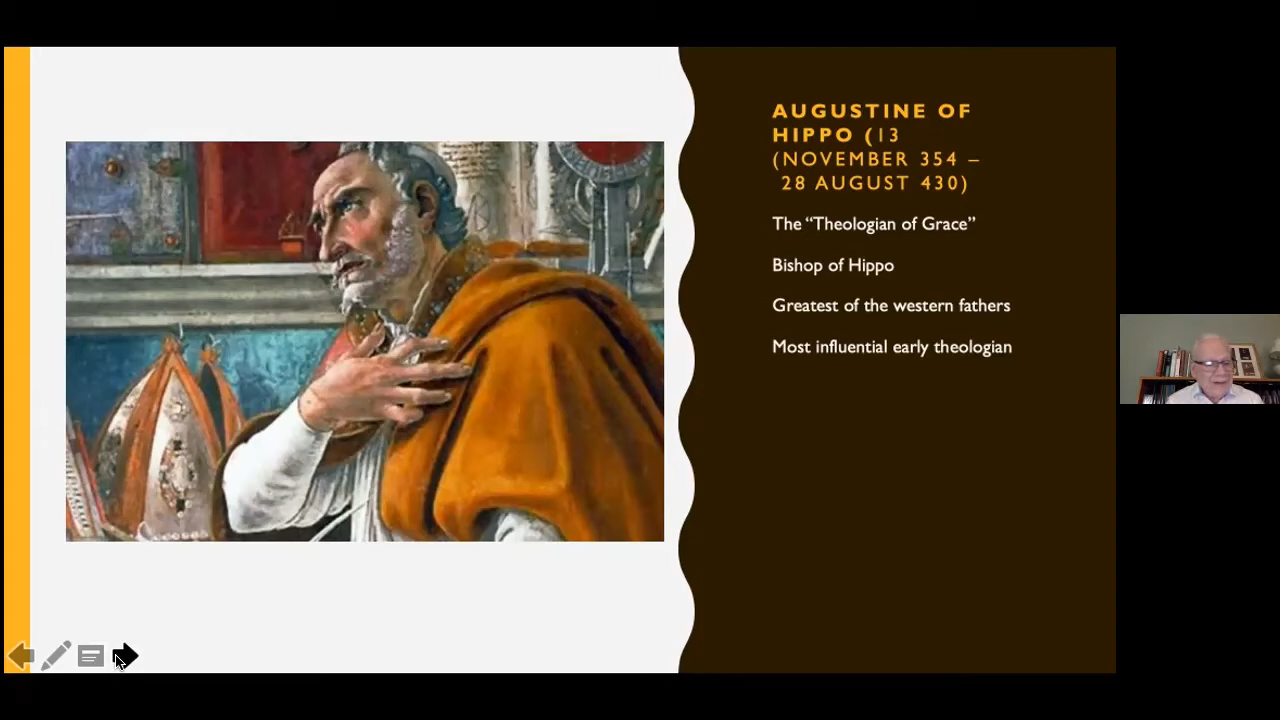 AUGUSTINE OF
HIPPO (13
(NOVEMBER 354 –
28 AUGUST 430)
The “Theologian of Grace”
Bishop of Hippo
Greatest of the western fathers
Most influential early theologian